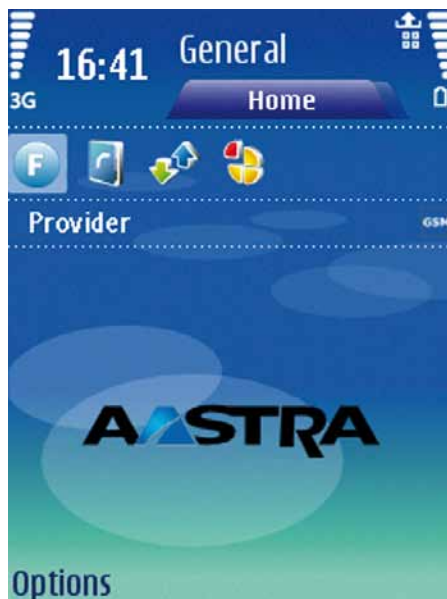 16:41
General
3G
Home
F
Provider
GSM
AASTRA
Options